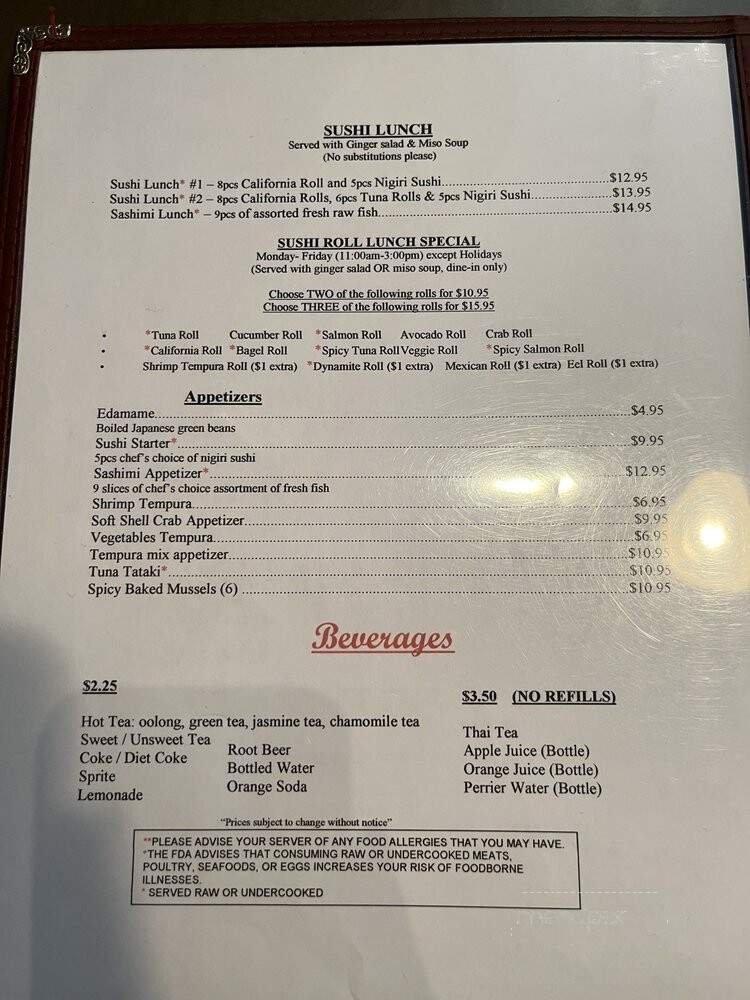 SUSHI LUNCH
Served with Ginger salad & Miso Soup
(No substitutions please)
Sushi Lunch* #1 – 8pcs California Roll and 5pcs Nigiri Sushi...$12.95
Sushi Lunch* #2 – 8pcs California Rolls, 6pcs Tuna Rolls & 5pcs Nigiri Sushi...$13.95
Sashimi Lunch* – 9pcs of assorted fresh raw fish...$14.95
SUSHI ROLL LUNCH SPECIAL
Monday- Friday (11:00am-3:00pm) except Holidays
(Served with ginger salad OR miso soup, dine-in only)
Choose TWO of the following rolls for $10.95
Choose THREE of the following rolls for $15.95
• *Tuna Roll Cucumber Roll *Salmon Roll Avocado Roll Crab Roll
• *California Roll *Bagel Roll *Spicy Tuna Roll Veggie Roll *Spicy Salmon Roll
• Shrimp Tempura Roll ($1 extra) *Dynamite Roll ($1 extra) Mexican Roll ($1 extra) Eel Roll ($1 extra)
Appetizers
Edamame...$4.95
Boiled Japanese green beans
Sushi Starter*...$9.95
5pcs chef's choice of nigiri sushi
Sashimi Appetizer*...$12.95
9 slices of chef's choice assortment of fresh fish
Shrimp Tempura...$6.95
Soft Shell Crab Appetizer...$9.95
Vegetables Tempura...$6.95
Tempura mix appetizer...$10.95
Tuna Tataki*...$10.95
Spicy Baked Mussels (6) ...$10.95
Beverages
$2.25
Hot Tea: oolong, green tea, jasmine tea, chamomile tea
Sweet / Unsweet Tea
Coke / Diet Coke
Sprite
Lemonade
Root Beer
Bottled Water
Orange Soda
$3.50 (NO REFILLS)
Thai Tea
Apple Juice (Bottle)
Orange Juice (Bottle)
Perrier Water (Bottle)
"Prices subject to change without notice"
**PLEASE ADVISE YOUR SERVER OF ANY FOOD ALLERGIES THAT YOU MAY HAVE.
*THE FDA ADVISES THAT CONSUMING RAW OR UNDERCOOKED MEATS,
POULTRY, SEAFOODS, OR EGGS INCREASES YOUR RISK OF FOODBORNE
ILLNESSES.
* SERVED RAW OR UNDERCOOKED